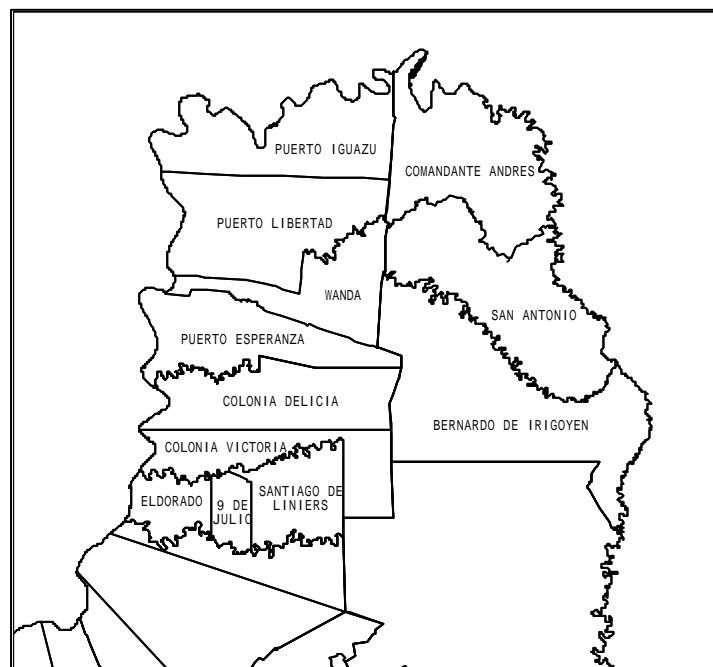 PUERTO IGUAZU
COMANDANTE ANDRES
PUERTO LIBERTAD
WANDA
SAN ANTONIO
PUERTO ESPERANZA
COLONIA DELICIA
BERNARDO DE IRIGOYEN
COLONIA VICTORIA
ELDORADO
9 DE
JULIO
SANTIAGO DE
LINIERS